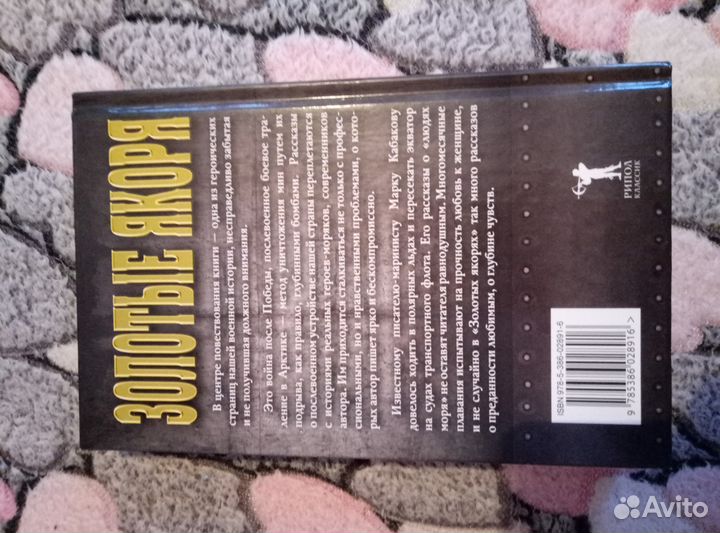 ЗОЛОТЫЕ ЯКОРЯ
В центре повествования книги — одна из героических
страниц нашей военной истории, несправедливо забытая
и не получившая должного внимания.
Это война после Победы, послевоенное боевое тра-
ление в Арктике — метод уничтожения мин путем их
подрыва, как правило, глубинными бомбами. Рассказы
о послевоенном устройстве нашей страны переплетаются
с историями реальных героев-моряков, современников
автора. Им приходится сталкиваться не только с профес-
сиональными, но и нравственными проблемами, о кото-
рых автор пишет ярко и бескомпромиссно.
Известному писателю-маринисту Марку Кабакову
довелось ходить в полярных льдах и пересекать экватор
на судах транспортного флота. Его рассказы о «людях
моря» не оставят читателя равнодушным. Многомесячные
плавания испытывают на прочность любовь к женщине,
и не случайно в «Золотых якорях» так много рассказов
о преданности любимым, о глубине чувств.
ISBN 978-5-386-02891-6
9 785386 028916 >
РИПОЛ
КЛАССИК
Avito